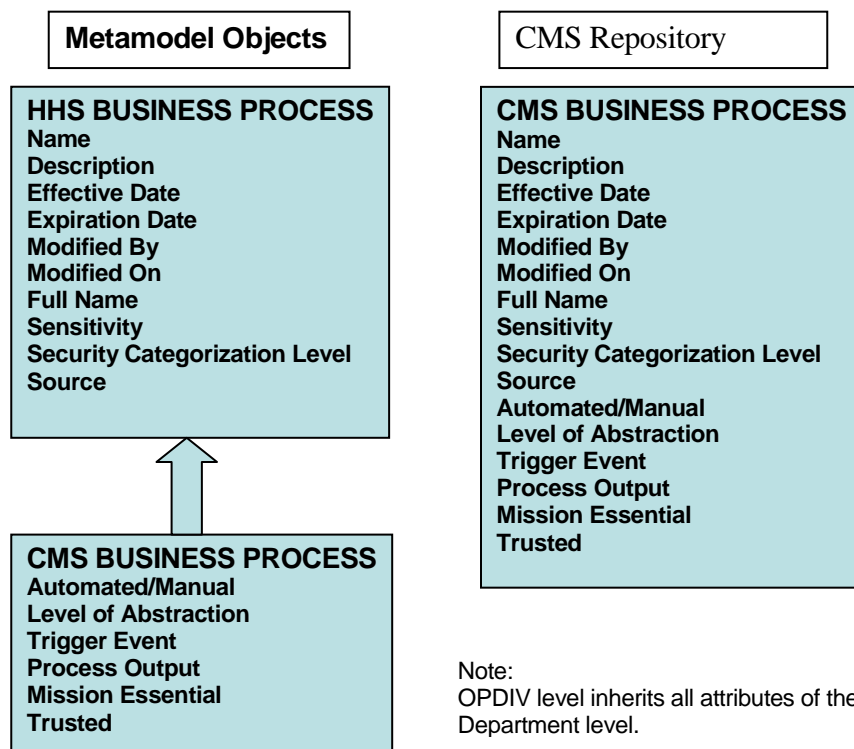 Metamodel Objects
HHS BUSINESS PROCESS
Name
Description
Effective Date
Expiration Date
Modified By
Modified On
Full Name
Sensitivity
Security Categorization Level
Source
CMS BUSINESS PROCESS
Automated/Manual
Level of Abstraction
Trigger Event
Process Output
Mission Essential
Trusted
CMS Repository
CMS BUSINESS PROCESS
Name
Description
Effective Date
Expiration Date
Modified By
Modified On
Full Name
Sensitivity
Security Categorization Level
Source
Automated/Manual
Level of Abstraction
Trigger Event
Process Output
Mission Essential
Trusted
Note:
OPDIV level inherits all attributes of the
Department level.